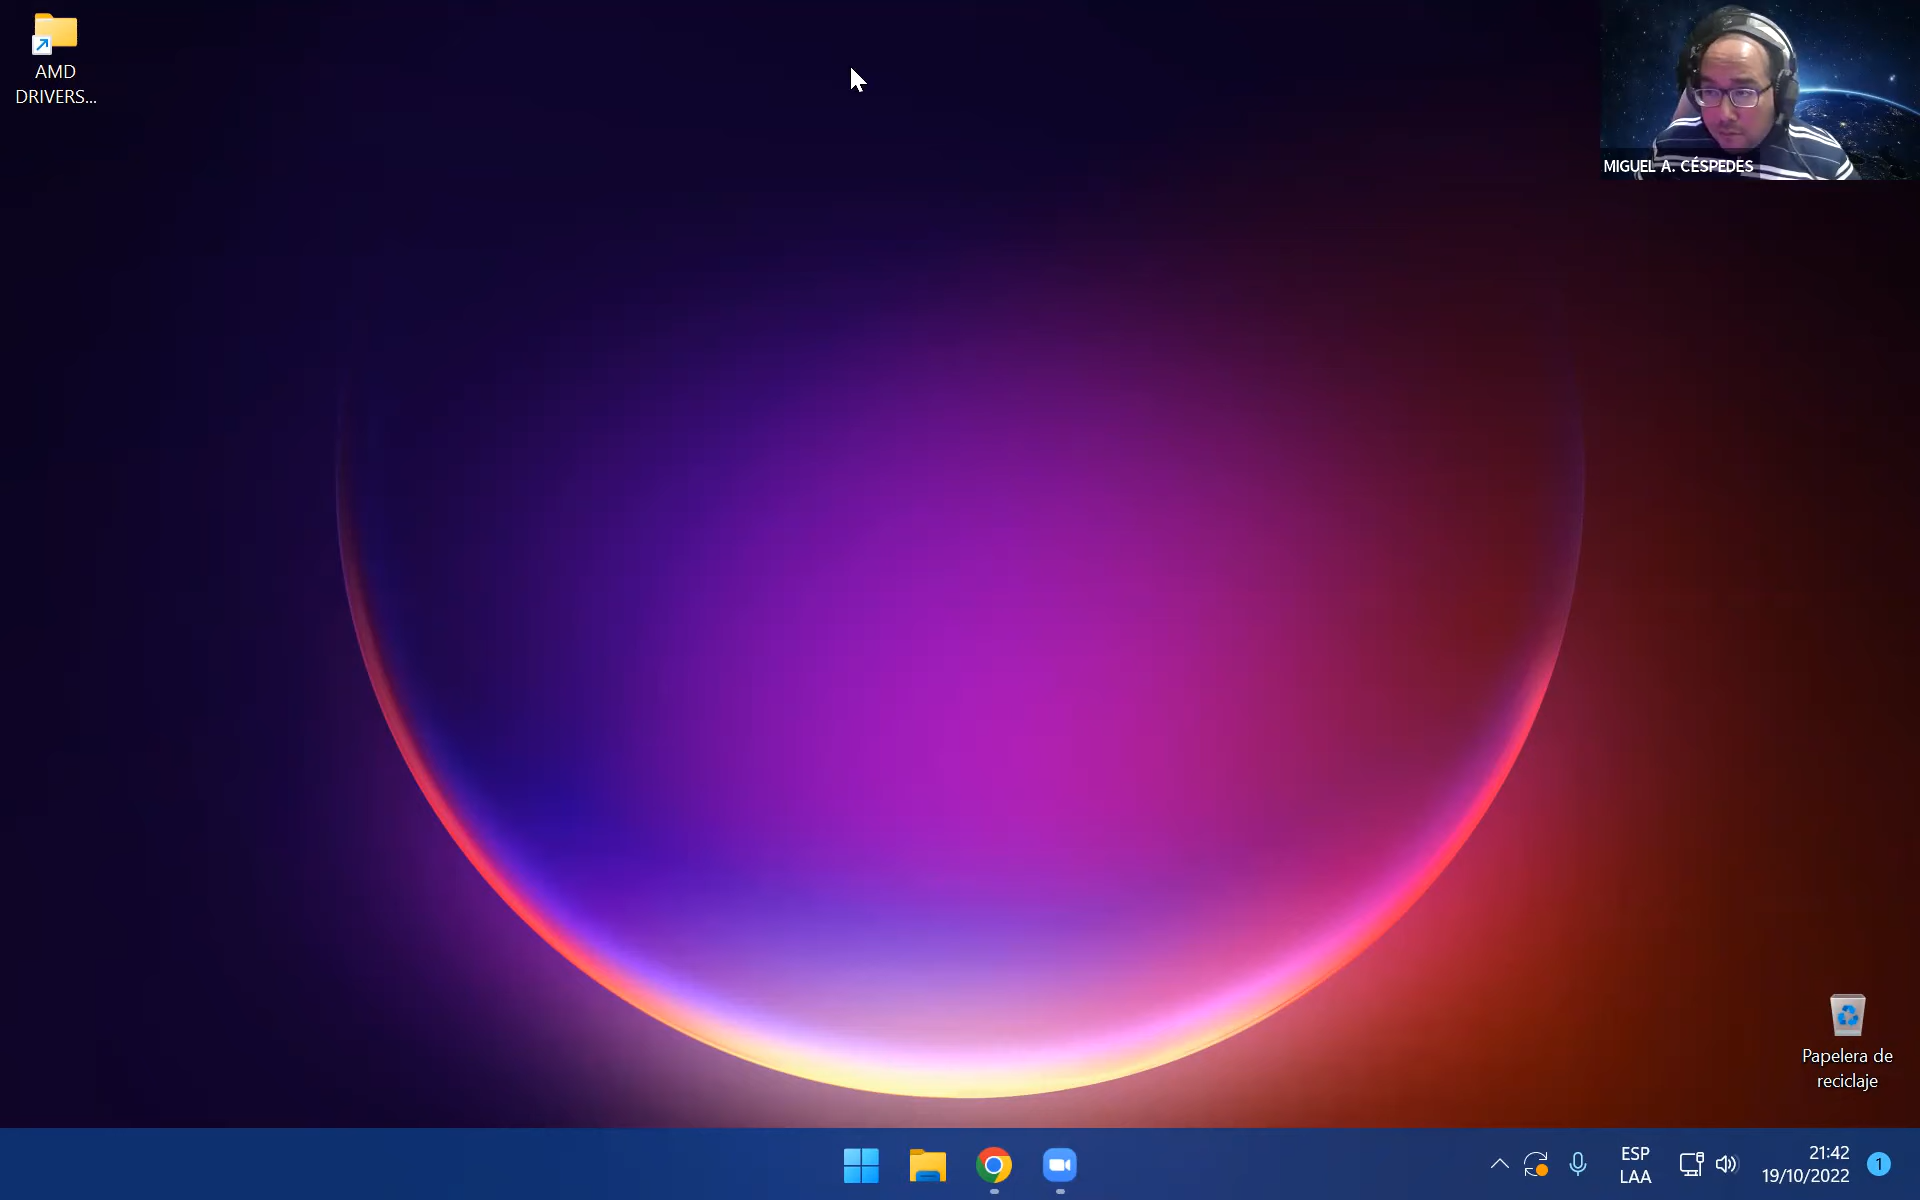 AMD
DRIVERS...
MIGUEL A. CÉSPEDES
Papelera de
reciclaje
ESP
LAA
21:42
19/10/2022
1